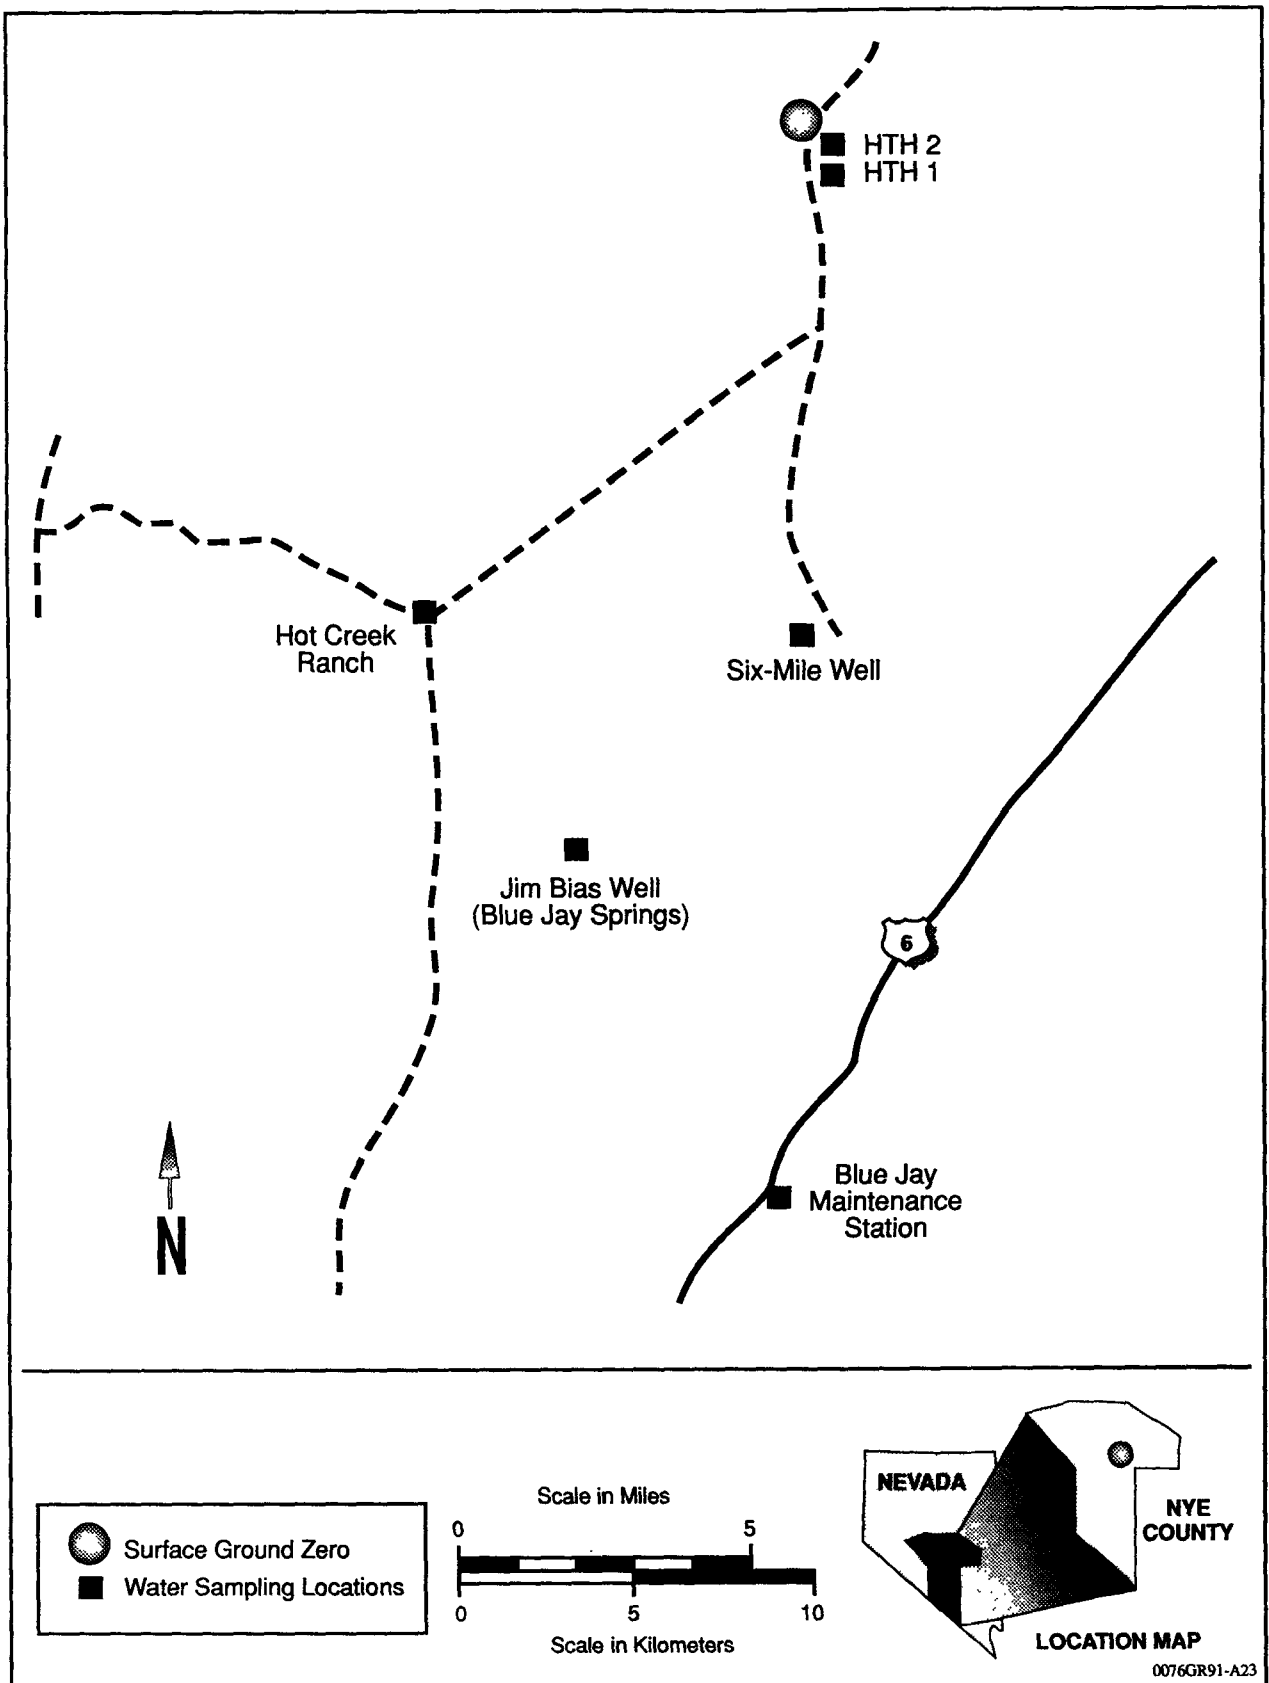 HTH 2
HTH 1
Hot Creek
Ranch
Six-Mile Well
Jim Bias Well
(Blue Jay Springs)
6
Blue Jay
Maintenance
Station
N
Surface Ground Zero
Water Sampling Locations
Scale in Miles
0 5
0 5 10
Scale in Kilometers
NEVADA
NYE
COUNTY
LOCATION MAP
0076GR91-A23